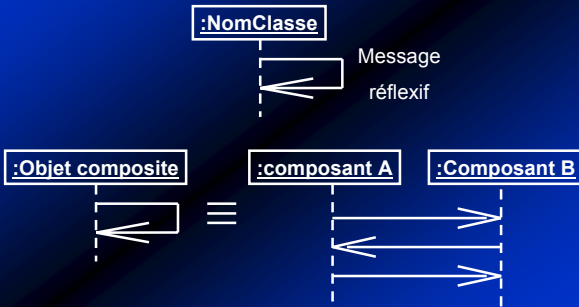 :NomClasse
Message
réflexif
:Objet composite
:composant A
:Composant B